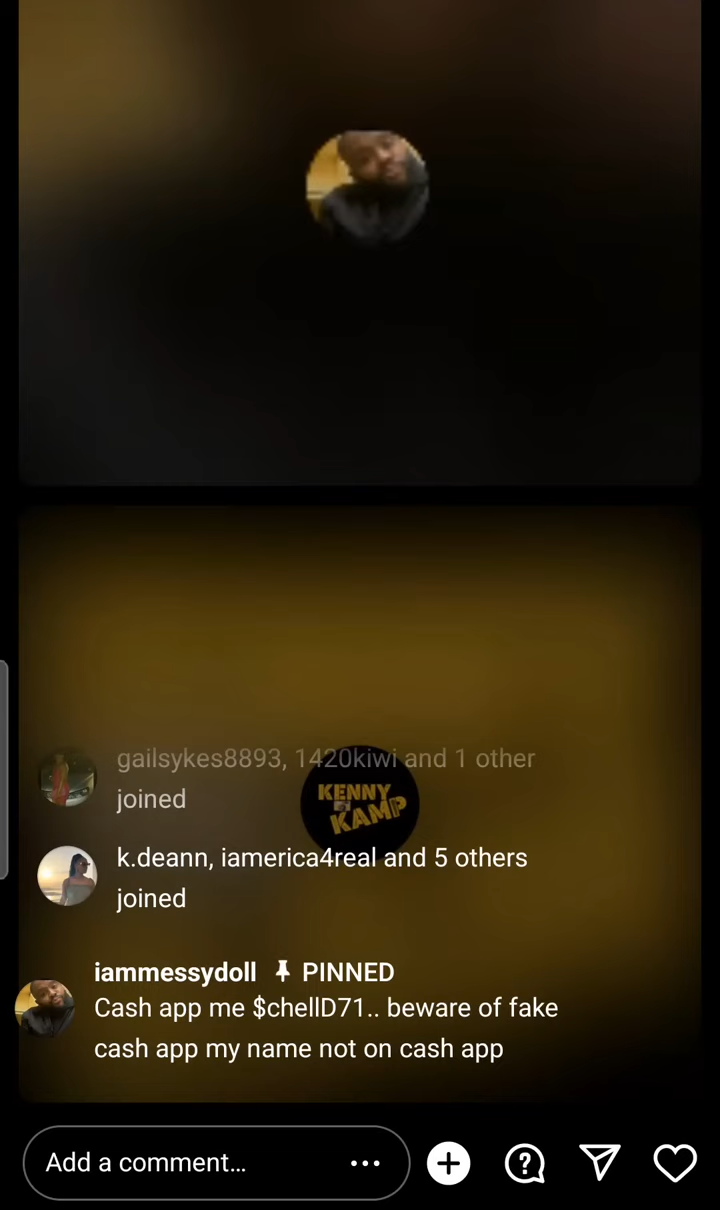 gailsykes8893, 1420kiwi and 1 other
joined
KENNY
KAMP
k.deann, iamerica4real and 5 others
joined
iammessydoll PINNED
Cash app me $chellD71.. beware of fake
cash app my name not on cash app
Add a comment...